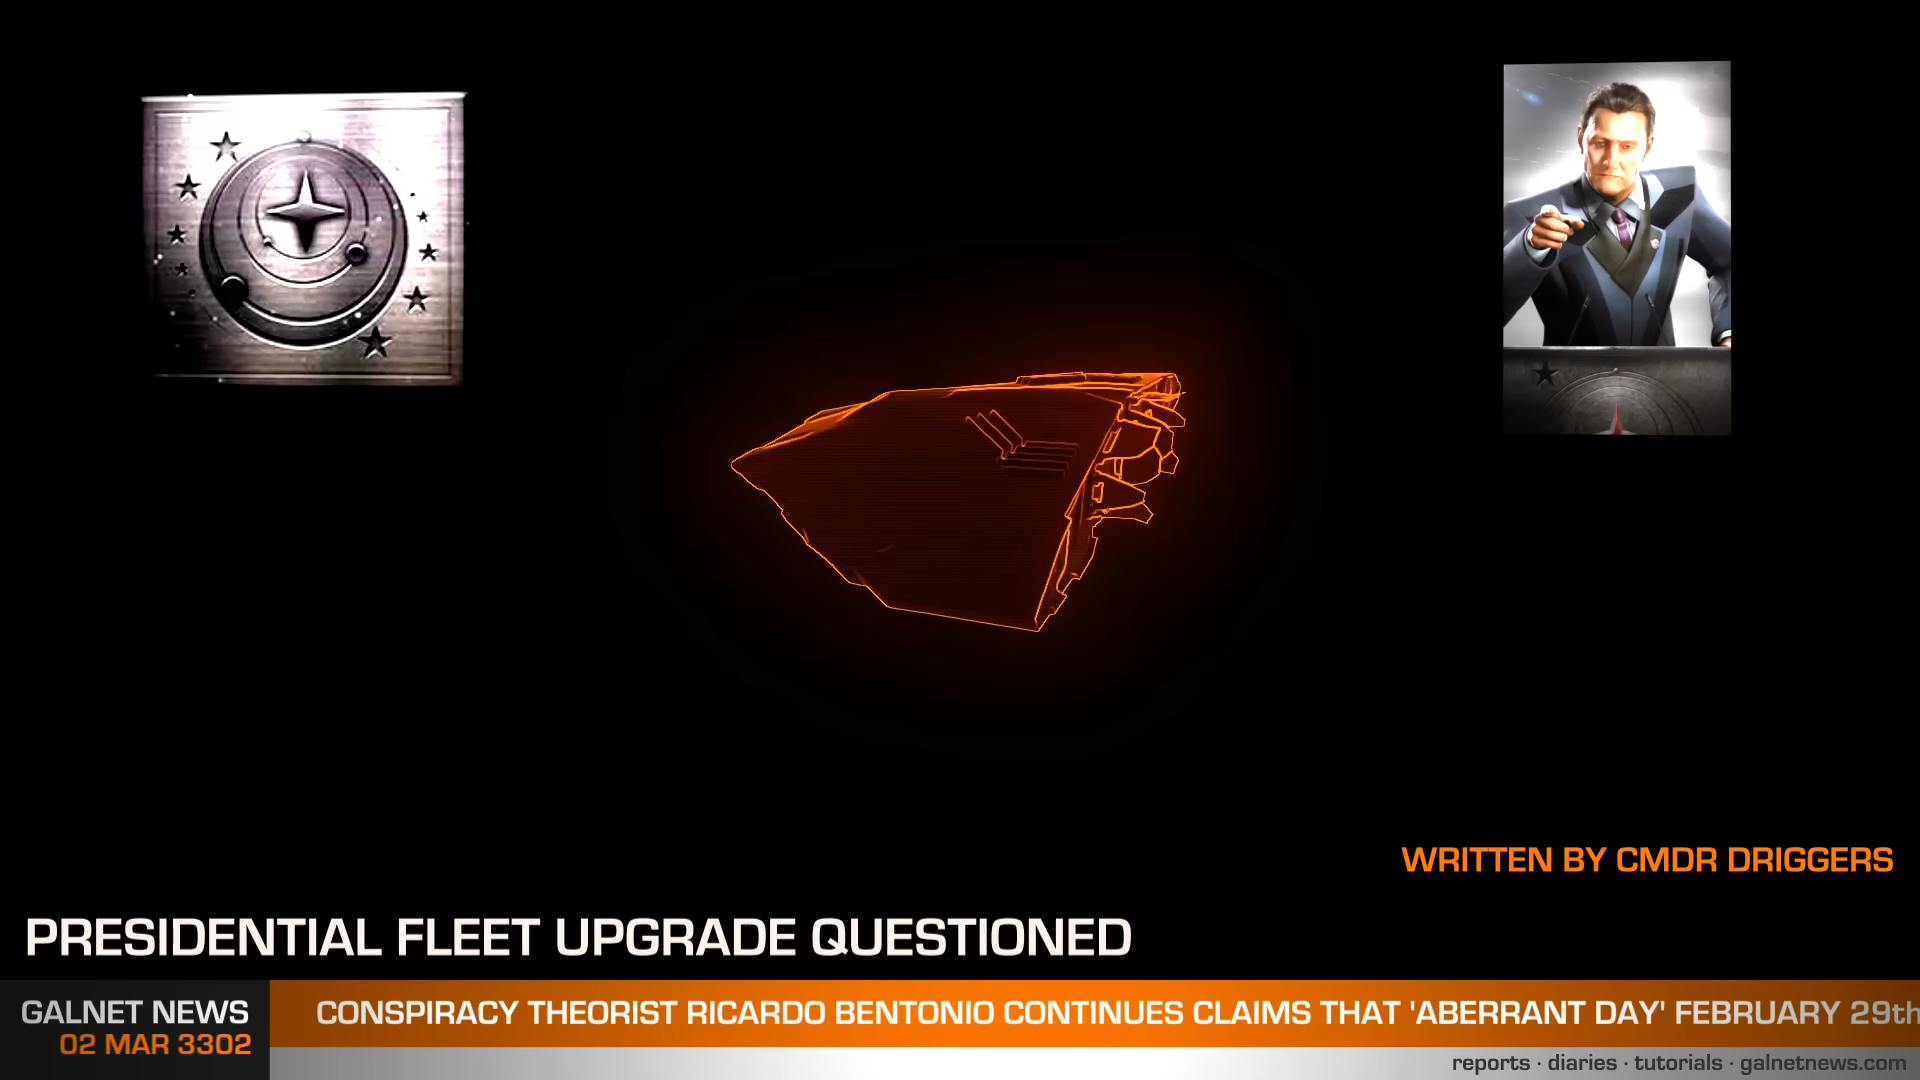 WRITTEN BY CMDR DRIGGERS
PRESIDENTIAL FLEET UPGRADE QUESTIONED
GALNET NEWS
02 MAR 3302
CONSPIRACY THEORIST RICARDO BENTONIO CONTINUES CLAIMS THAT 'ABERRANT DAY' FEBRUARY 29th
reports · diaries · tutorials · galnetnews.com